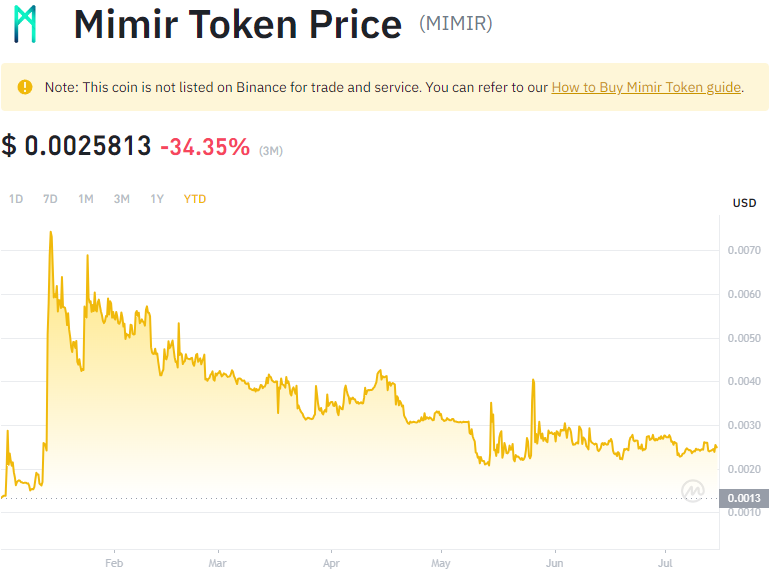 Mimir Token Price (MIMIR)
Note: This coin is not listed on Binance for trade and service. You can refer to our How to Buy Mimir Token guide.
$ 0.0025813 -34.35% (3M)
1D 7D 1M 3M 1Y YTD
USD
0.0070
0.0060
0.0050
0.0040
0.0030
0.0020
0.0013
0.0010
Feb Mar Apr May Jun Jul